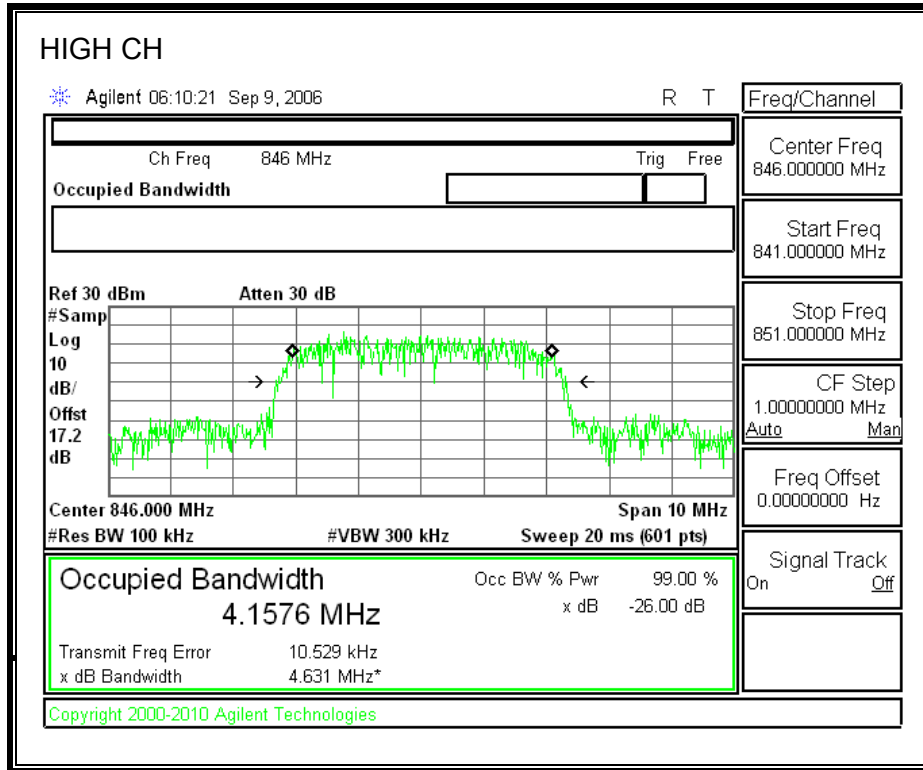 HIGH CH
Agilent 06:10:21 Sep 9, 2006 R T
Freq/Channel
Ch Freq 846 MHz Trig Free
Occupied Bandwidth
Center Freq
846.000000 MHz
Start Freq
841.000000 MHz
Stop Freq
851.000000 MHz
CF Step
1.00000000 MHz
Auto Man
Freq Offset
0.00000000 Hz
Signal Track
On Off
Ref 30 dBm Atten 30 dB
#Samp
Log
10
dB/
Offst
17.2
dB
Center 846.000 MHz Span 10 MHz
#Res BW 100 kHz #VBW 300 kHz Sweep 20 ms (601 pts)
Occupied Bandwidth Occ BW % Pwr 99.00 %
4.1576 MHz x dB -26.00 dB
Transmit Freq Error 10.529 kHz
x dB Bandwidth 4.631 MHz*
Copyright 2000-2010 Agilent Technologies